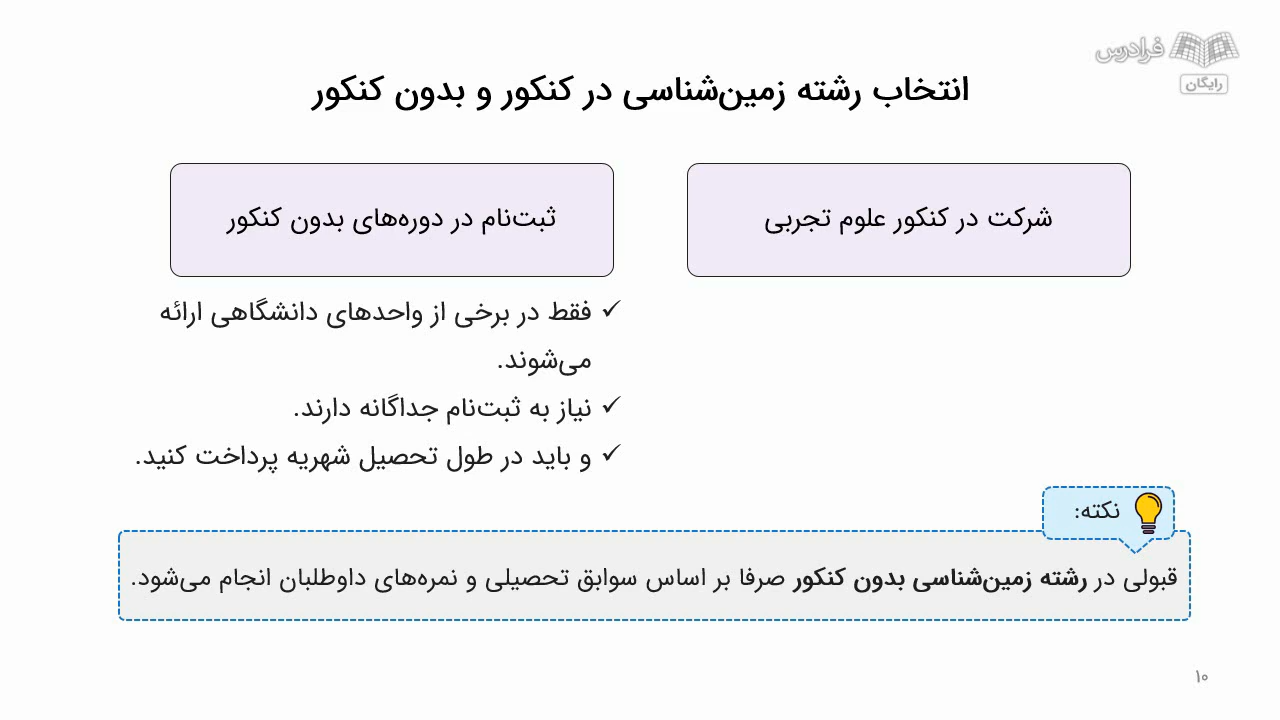 فرادرس
رایگان
انتخاب رشته زمین‌شناسی در کنکور و بدون کنکور
شرکت در کنکور علوم تجربی
ثبت‌نام در دوره‌های بدون کنکور
✓ فقط در برخی از واحدهای دانشگاهی ارائه
می‌شوند.
✓ نیاز به ثبت‌نام جداگانه دارند.
✓ و باید در طول تحصیل شهریه پرداخت کنید.
نکته:
قبولی در رشته زمین‌شناسی بدون کنکور صرفا بر اساس سوابق تحصیلی و نمره‌های داوطلبان انجام می‌شود.
۱۰